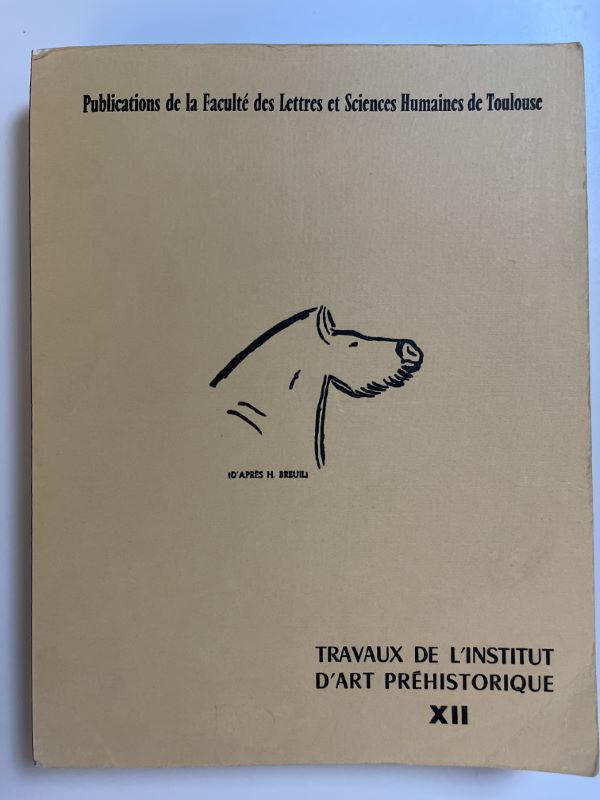 Publications de la Faculté des Lettres et Sciences Humaines de Toulouse
(D'APRÈS H. BREUIL)
TRAVAUX DE L'INSTITUT
D'ART PRÉHISTORIQUE
XII